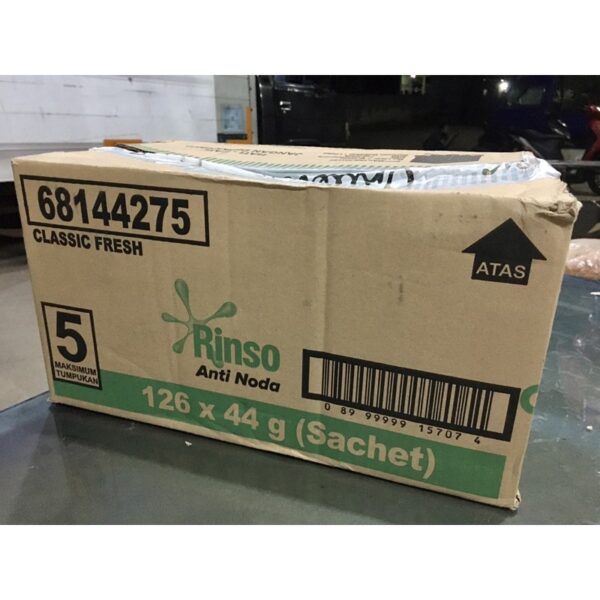 68144275
CLASSIC FRESH
ATAS
5
MAKSIMUM
TUMPUKAN
Rinso
Anti Noda
126 x 44 g (Sachet)
0 89 99999 15707 4